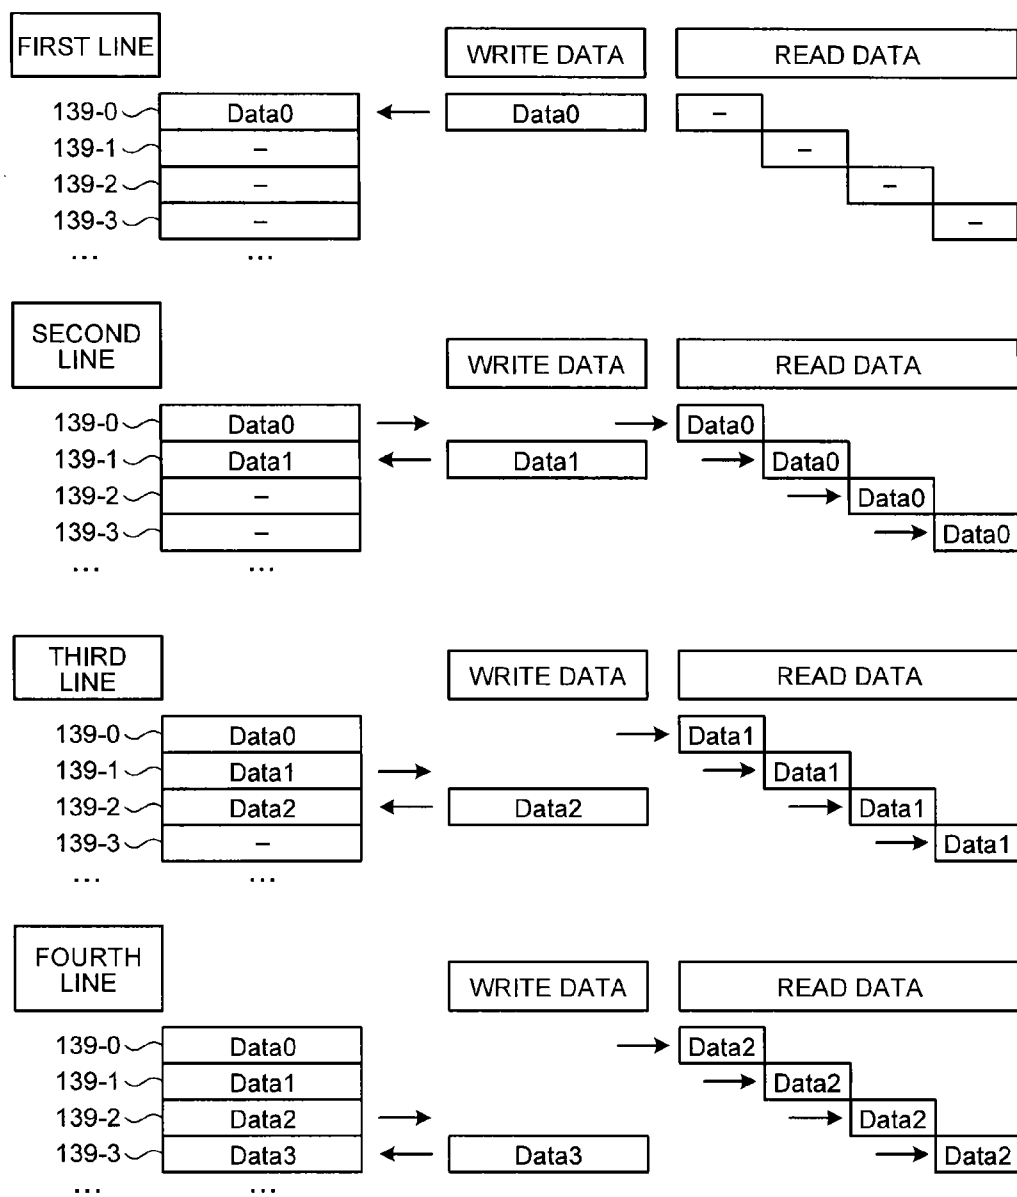 FIRST LINE
WRITE DATA READ DATA
139-0 Data0 Data0 –
139-1 – –
139-2 – –
139-3 – –
... ...
SECOND
LINE
WRITE DATA READ DATA
139-0 Data0 Data0
139-1 Data1 Data1 Data0
139-2 – Data0
139-3 – Data0
... ...
THIRD
LINE
WRITE DATA READ DATA
139-0 Data0 Data1
139-1 Data1 Data1
139-2 Data2 Data2 Data1
139-3 – Data1
... ...
FOURTH
LINE
WRITE DATA READ DATA
139-0 Data0 Data2
139-1 Data1 Data2
139-2 Data2 Data2
139-3 Data3 Data3 Data2
... ...